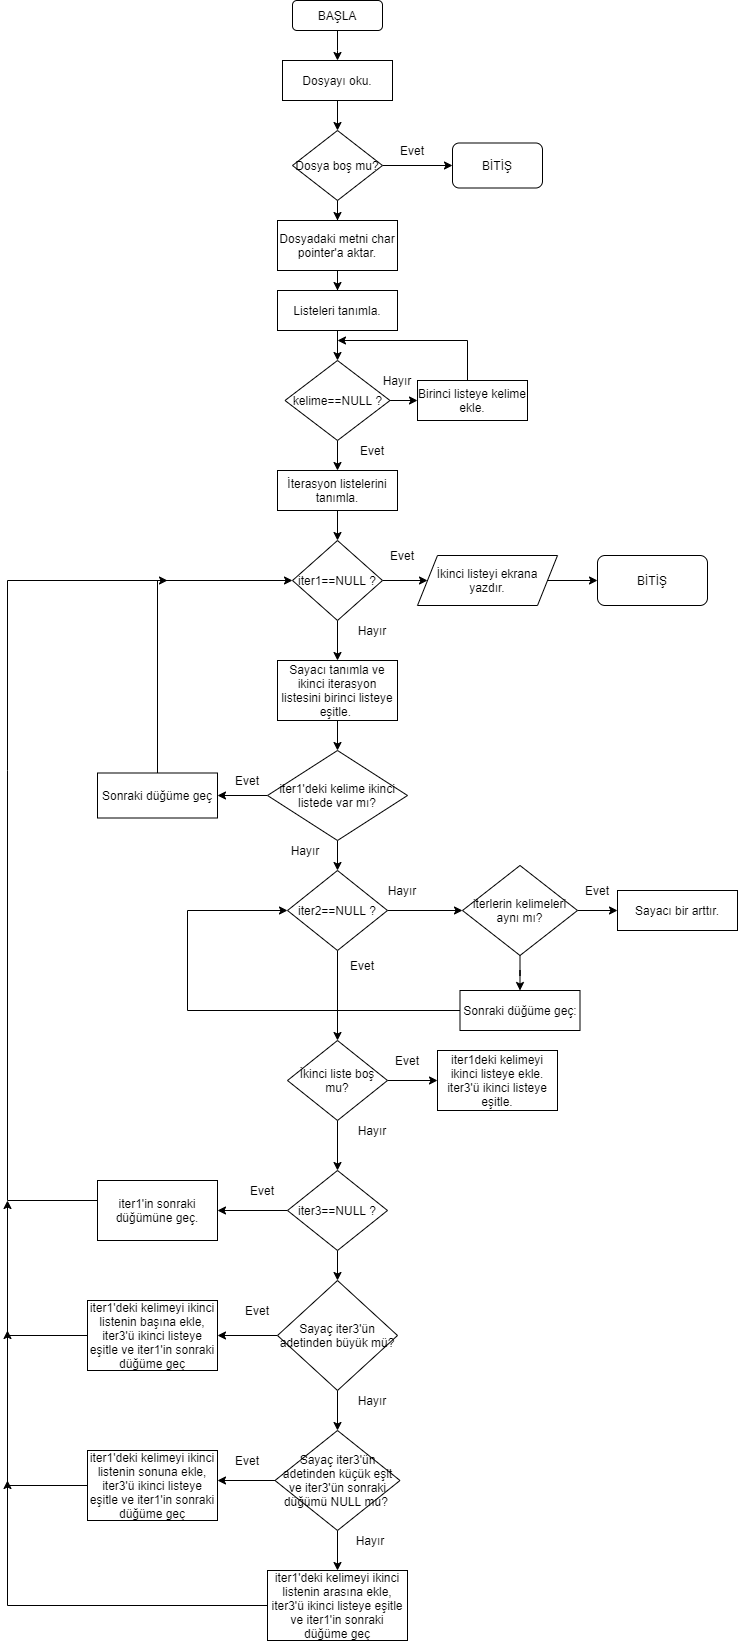 BAŞLA
Dosyayı oku.
Dosya boş mu?
Evet
BİTİŞ
Dosyadaki metni char
pointer'a aktar.
Listeleri tanımla.
kelime==NULL ?
Hayır
Birinci listeye kelime
ekle.
Evet
İterasyon listelerini
tanımla.
iter1==NULL ?
Evet
İkinci listeyi ekrana
yazdır.
BİTİŞ
Hayır
Sayacı tanımla ve
ikinci iterasyon
listesini birinci listeye
eşitle.
iter1'deki kelime ikinci
listede var mı?
Evet
Sonraki düğüme geç
Hayır
iter2==NULL ?
Hayır
iterlerin kelimeleri
aynı mı?
Evet
Sayacı bir arttır.
Evet
Sonraki düğüme geç:
İkinci liste boş
mu?
Evet
iter1deki kelimeyi
ikinci listeye ekle.
iter3'ü ikinci listeye
eşitle.
Hayır
iter3==NULL ?
Evet
iter1'in sonraki
düğümüne geç.
Sayaç iter3'ün
adetinden büyük mü?
Evet
iter1'deki kelimeyi ikinci
listenin başına ekle,
iter3'ü ikinci listeye
eşitle ve iter1'in sonraki
düğüme geç
Hayır
Sayaç iter3'ün
adetinden küçük eşit
ve iter3'ün sonraki
düğümü NULL mü?
Evet
iter1'deki kelimeyi ikinci
listenin sonuna ekle,
iter3'ü ikinci listeye
eşitle ve iter1'in sonraki
düğüme geç
Hayır
iter1'deki kelimeyi ikinci
listenin arasına ekle,
iter3'ü ikinci listeye eşitle
ve iter1'in sonraki
düğüme geç